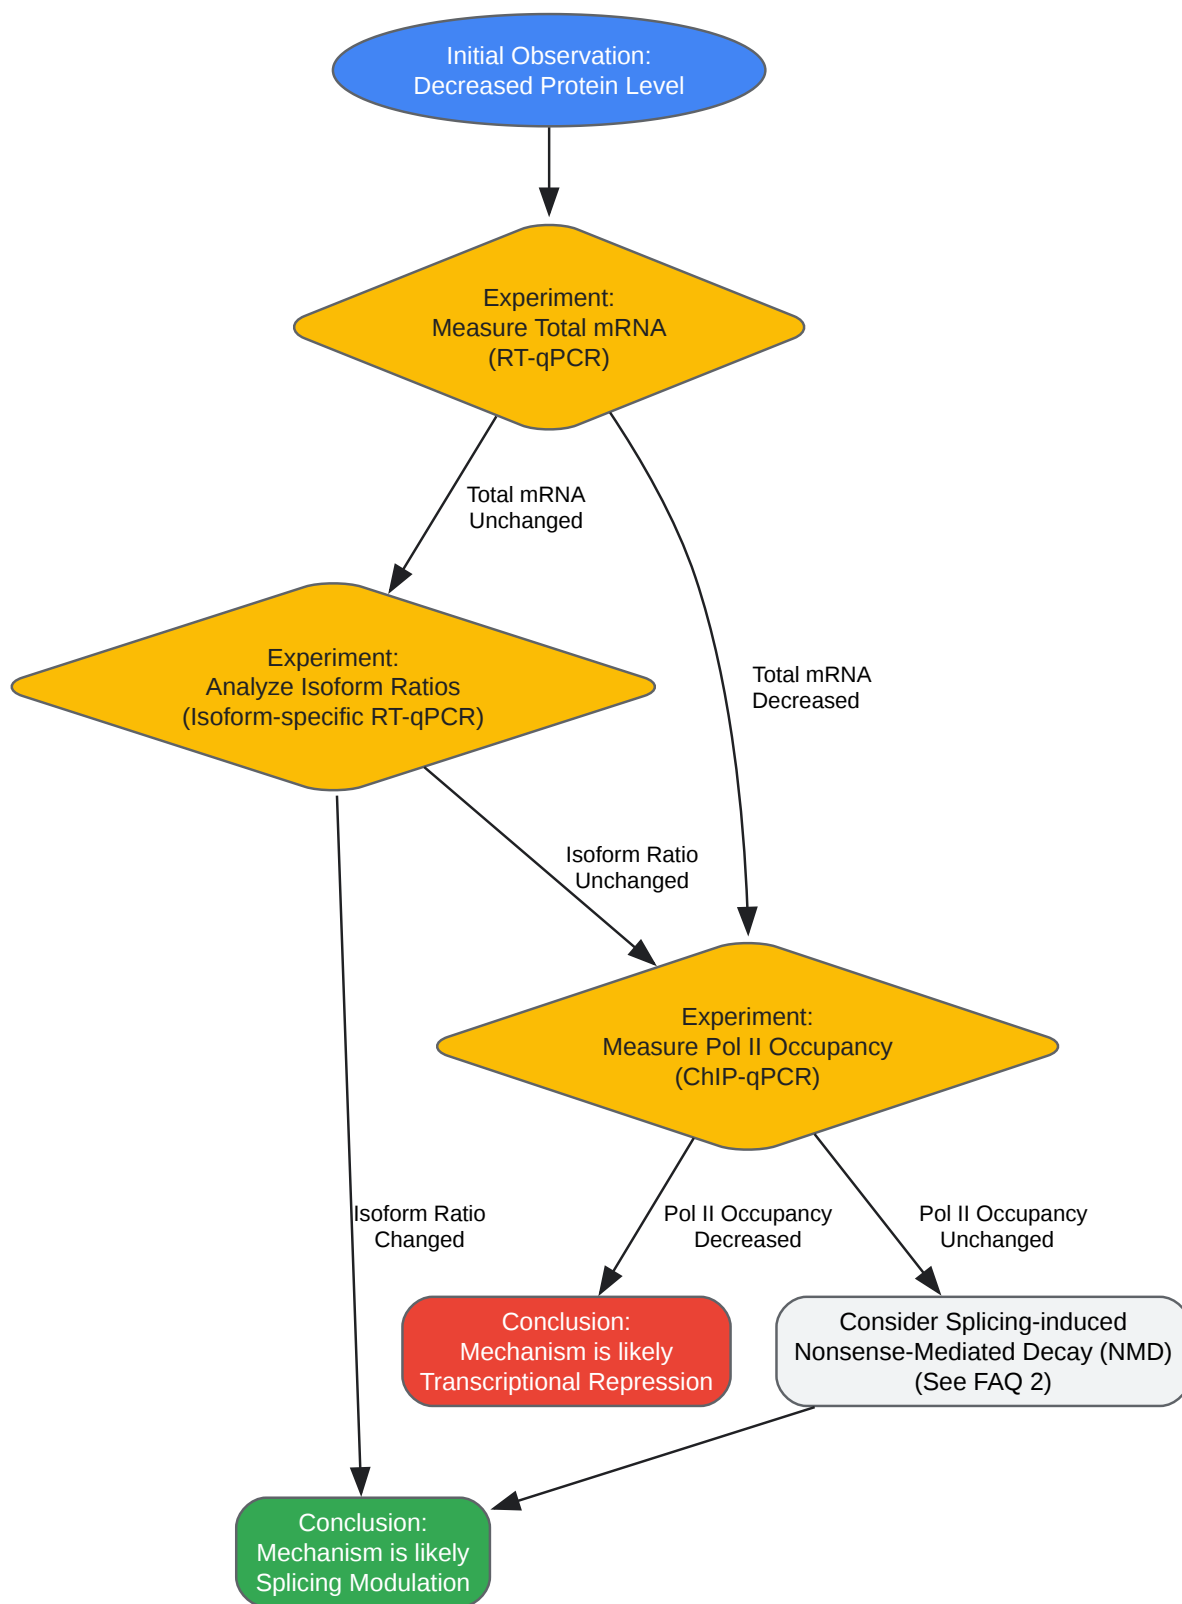 Initial Observation:
Decreased Protein Level
Experiment:
Measure Total mRNA
(RT-qPCR)
Total mRNA
Unchanged
Experiment:
Analyze Isoform Ratios
(Isoform-specific RT-qPCR)
Total mRNA
Decreased
Isoform Ratio
Unchanged
Experiment:
Measure Pol II Occupancy
(ChIP-qPCR)
Isoform Ratio
Changed
Pol II Occupancy
Decreased
Pol II Occupancy
Unchanged
Conclusion:
Mechanism is likely
Transcriptional Repression
Consider Splicing-induced
Nonsense-Mediated Decay (NMD)
(See FAQ 2)
Conclusion:
Mechanism is likely
Splicing Modulation